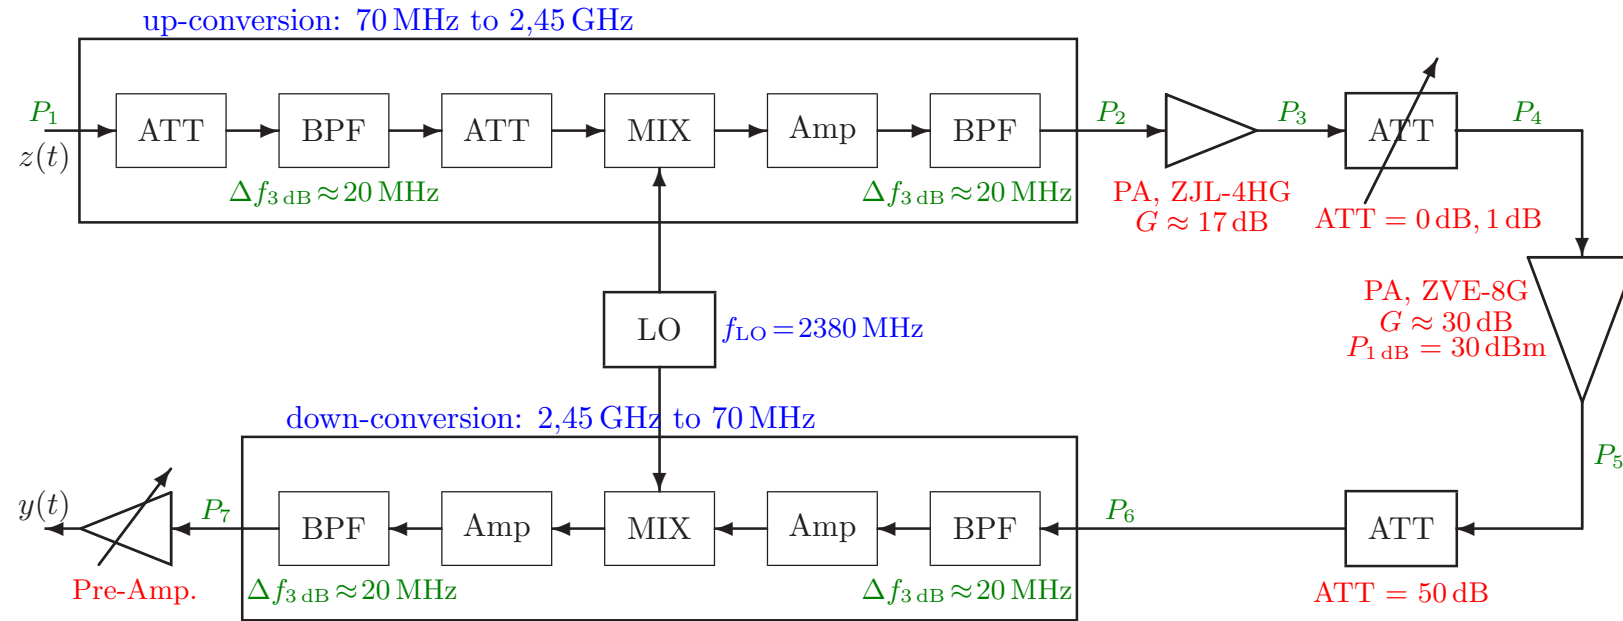 up-conversion: 70 MHz to 2,45 GHz
P1
z(t)
ATT
BPF
ATT
MIX
Amp
BPF
Δf3 dB ≈ 20 MHz
Δf3 dB ≈ 20 MHz
P2
PA, ZJL-4HG
G ≈ 17 dB
P3
ATT
ATT = 0 dB, 1 dB
P4
LO
fLO = 2380 MHz
PA, ZVE-8G
G ≈ 30 dB
P1 dB = 30 dBm
P5
down-conversion: 2,45 GHz to 70 MHz
y(t)
Pre-Amp.
P7
BPF
Amp
MIX
Amp
BPF
Δf3 dB ≈ 20 MHz
Δf3 dB ≈ 20 MHz
P6
ATT
ATT = 50 dB